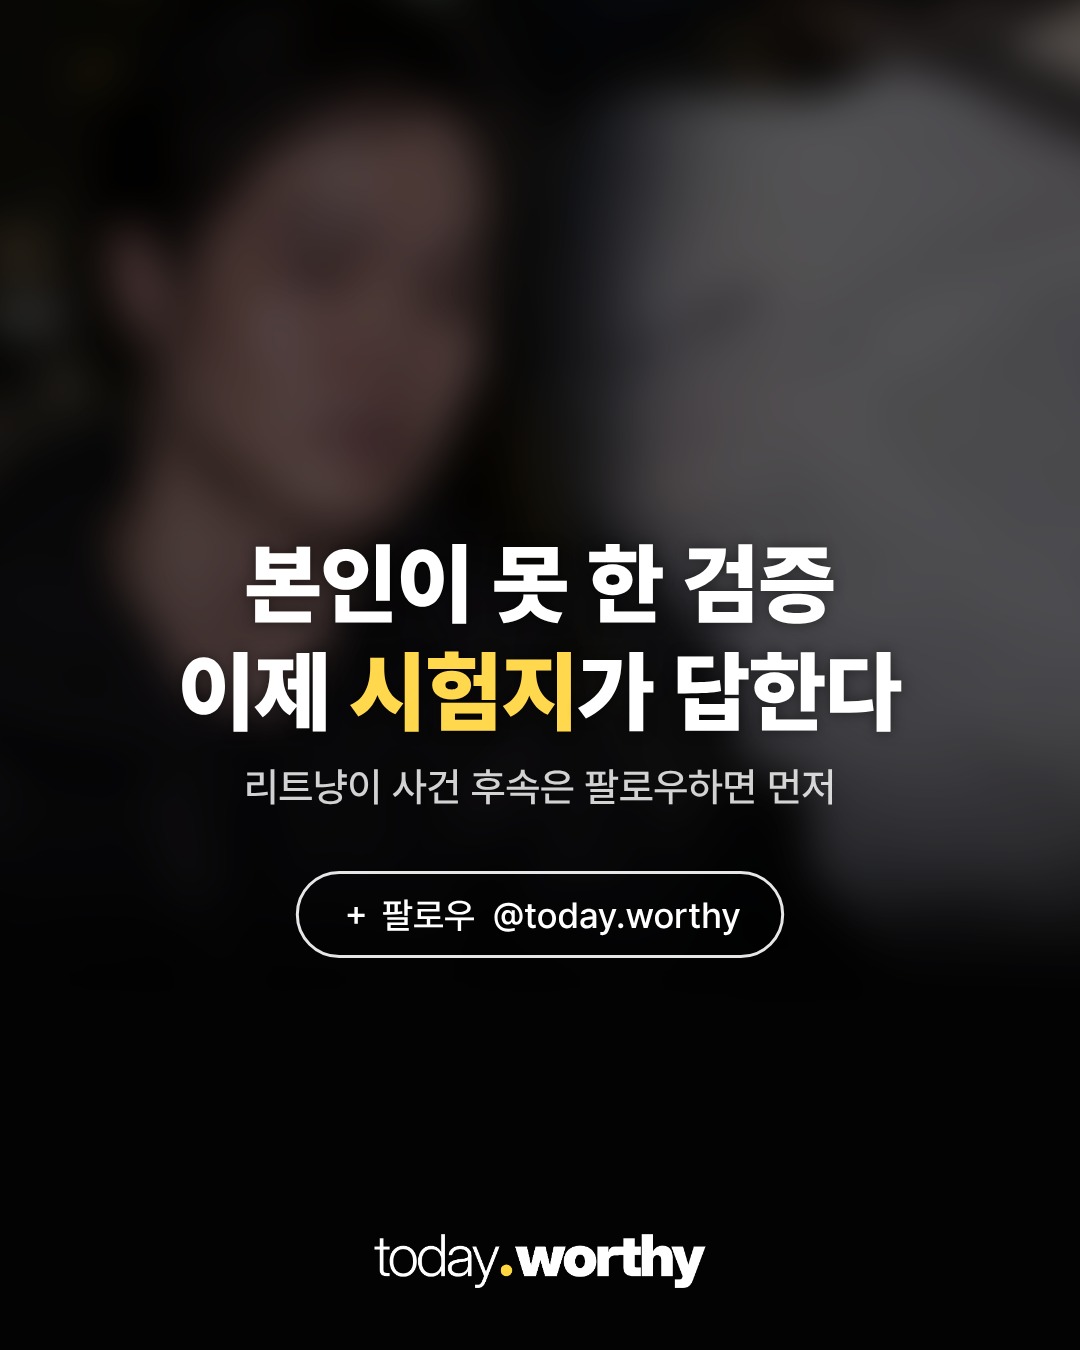 본인이 못 한 검증
이제 시험지가 답한다
리트냥이 사건 후속은 팔로우하면 먼저
+ 팔로우 @today.worthy
today.worthy